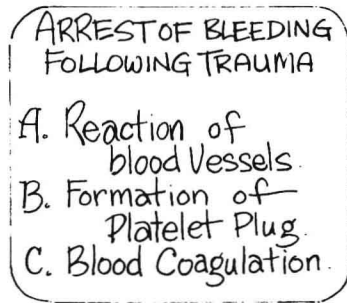 ARREST OF BLEEDING
FOLLOWING TRAUMA
A. Reaction of
blood Vessels.
B. Formation of
Platelet Plug.
C. Blood Coagulation.